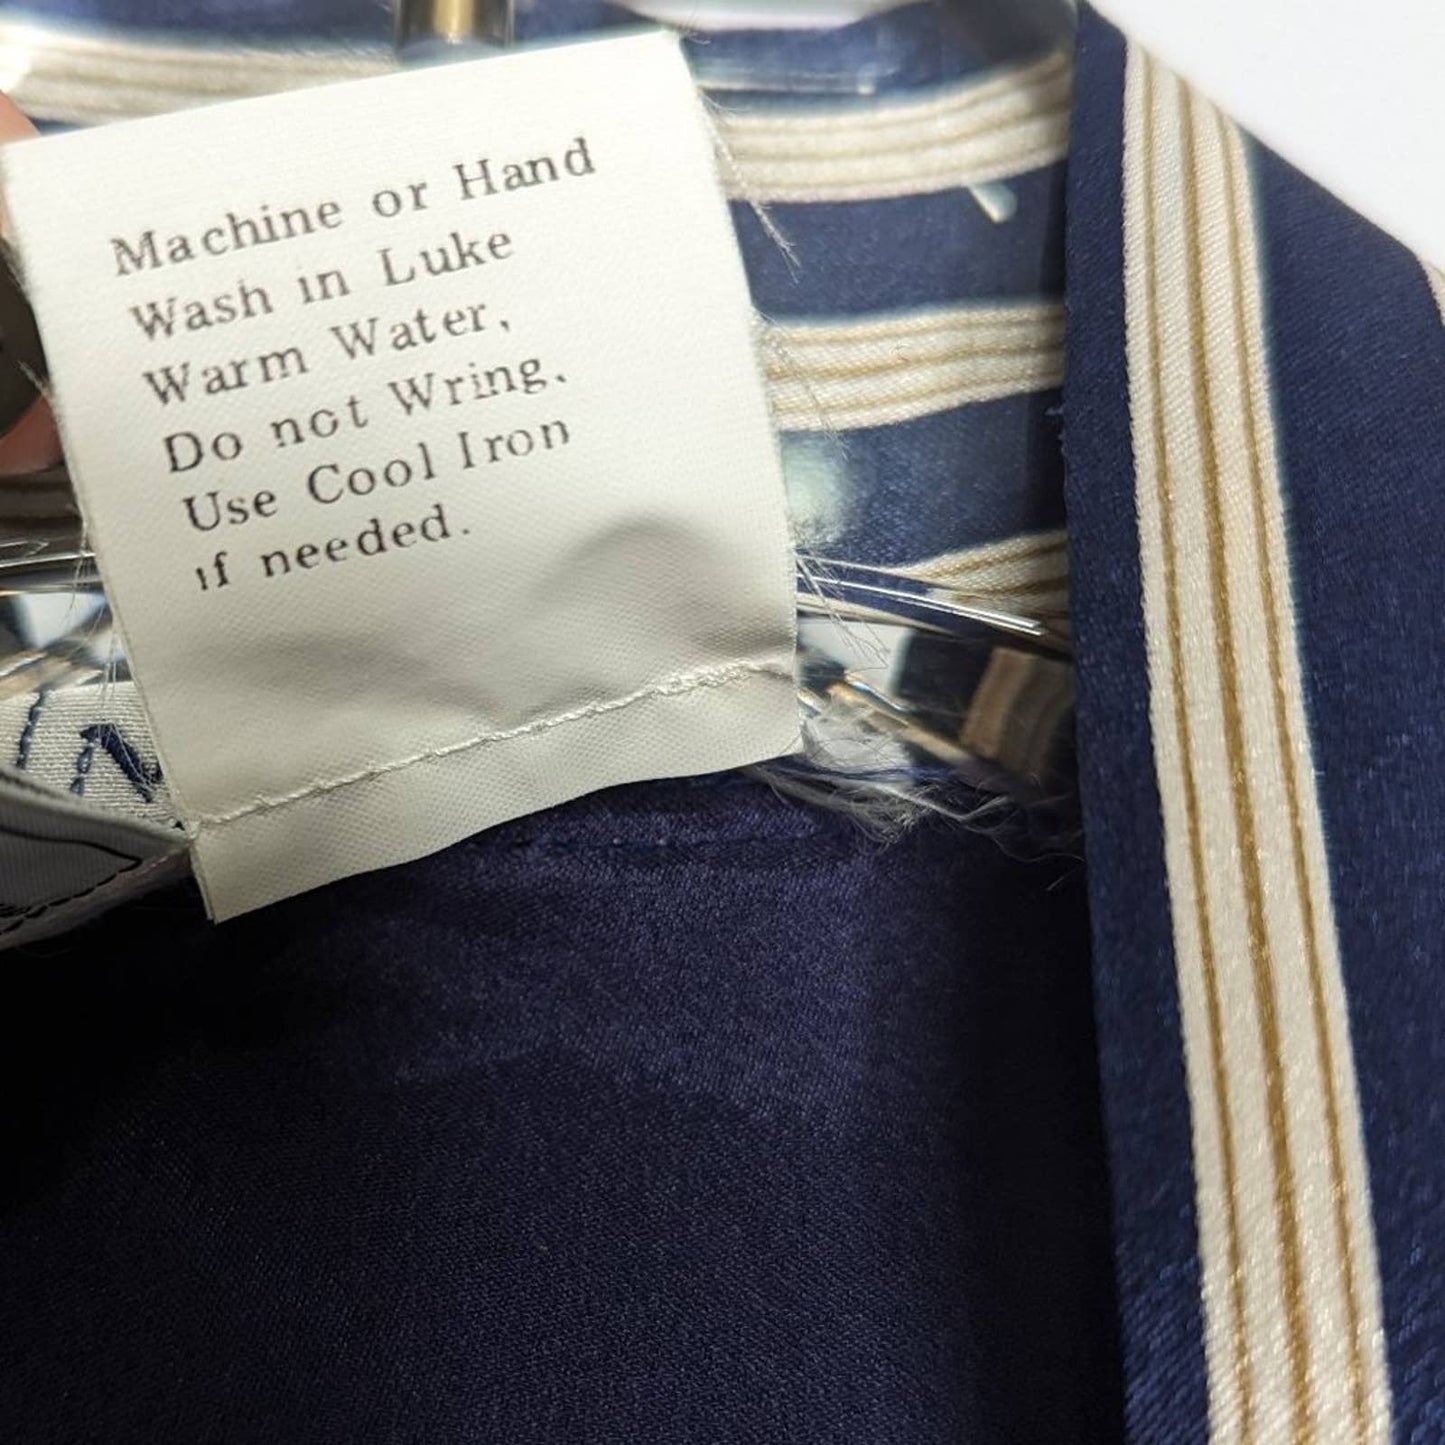 Machine or Hand
Wash in Luke
Warm Water,
Do not Wring.
Use Cool Iron
if needed.